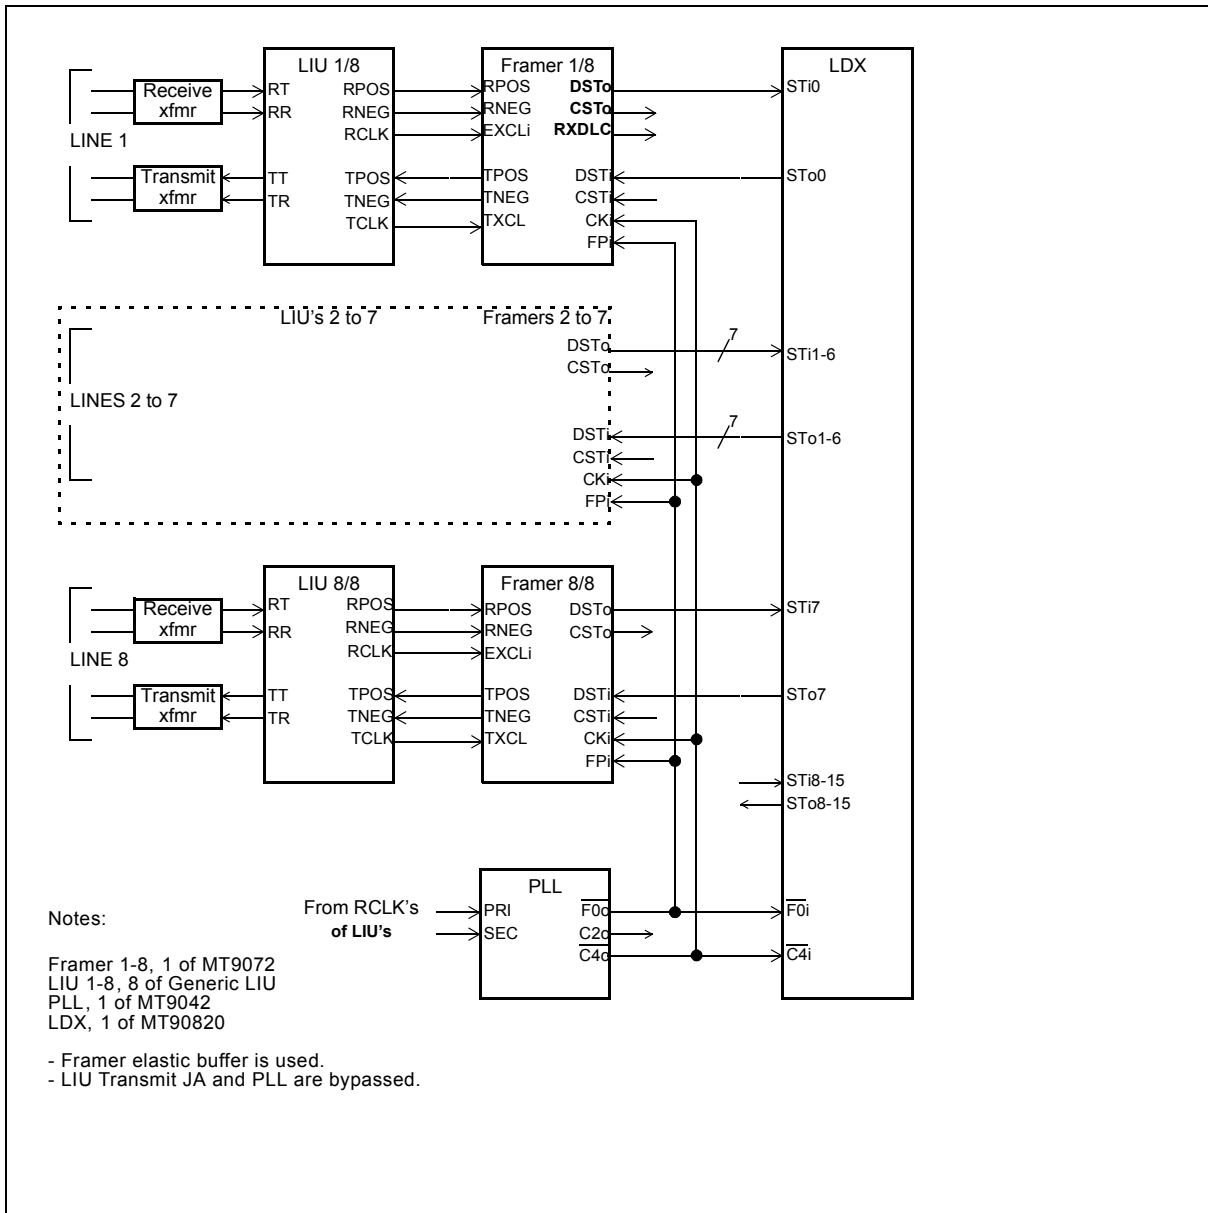 LIU 1/8
Framer 1/8
LDX
Receive
xfmr
RT
RR
RPOS
RNEG
RCLK
RPOS
RNEG
EXCLi
DSTo
CSTo
RXDLC
STi0
LINE 1
Transmit
xfmr
TT
TR
TPOS
TNEG
TCLK
TPOS
TNEG
TXCL
DSTi
CSTi
CKi
FPi
STo0
LIU's 2 to 7
Framers 2 to 7
DSTo
CSTo
7
STi1-6
LINES 2 to 7
DSTi
CSTi
CKi
FPi
7
STo1-6
LIU 8/8
Framer 8/8
Receive
xfmr
RT
RR
RPOS
RNEG
RCLK
RPOS
RNEG
EXCLi
DSTo
CSTo
STi7
LINE 8
Transmit
xfmr
TT
TR
TPOS
TNEG
TCLK
TPOS
TNEG
TXCL
DSTi
CSTi
CKi
FPi
STo7
STi8-15
STo8-15
PLL
From RCLK's
of LIU's
PRI
SEC
F0o
C2o
C4o
F0i
C4i
Notes:
Framer 1-8, 1 of MT9072
LIU 1-8, 8 of Generic LIU
PLL, 1 of MT9042
LDX, 1 of MT90820
- Framer elastic buffer is used.
- LIU Transmit JA and PLL are bypassed.